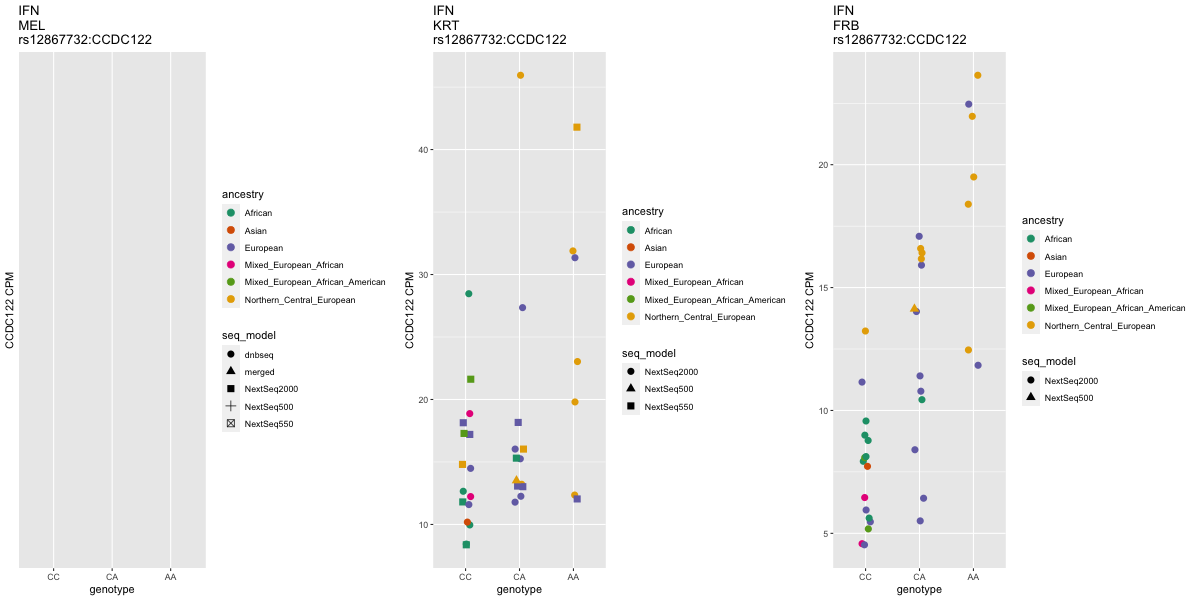 IFN
MEL
rs12867732:CCDC122
CCDC122 CPM
CC
CA
AA
genotype
ancestry
African
Asian
European
Mixed_European_African
Mixed_European_African_American
Northern_Central_European
seq_model
dnbseq
merged
NextSeq2000
NextSeq500
NextSeq550
IFN
KRT
rs12867732:CCDC122
CCDC122 CPM
40
30
20
10
CC
CA
AA
genotype
ancestry
African
Asian
European
Mixed_European_African
Mixed_European_African_American
Northern_Central_European
seq_model
NextSeq2000
NextSeq500
NextSeq550
IFN
FRB
rs12867732:CCDC122
CCDC122 CPM
20
15
10
5
CC
CA
AA
genotype
ancestry
African
Asian
European
Mixed_European_African
Mixed_European_African_American
Northern_Central_European
seq_model
NextSeq2000
NextSeq500